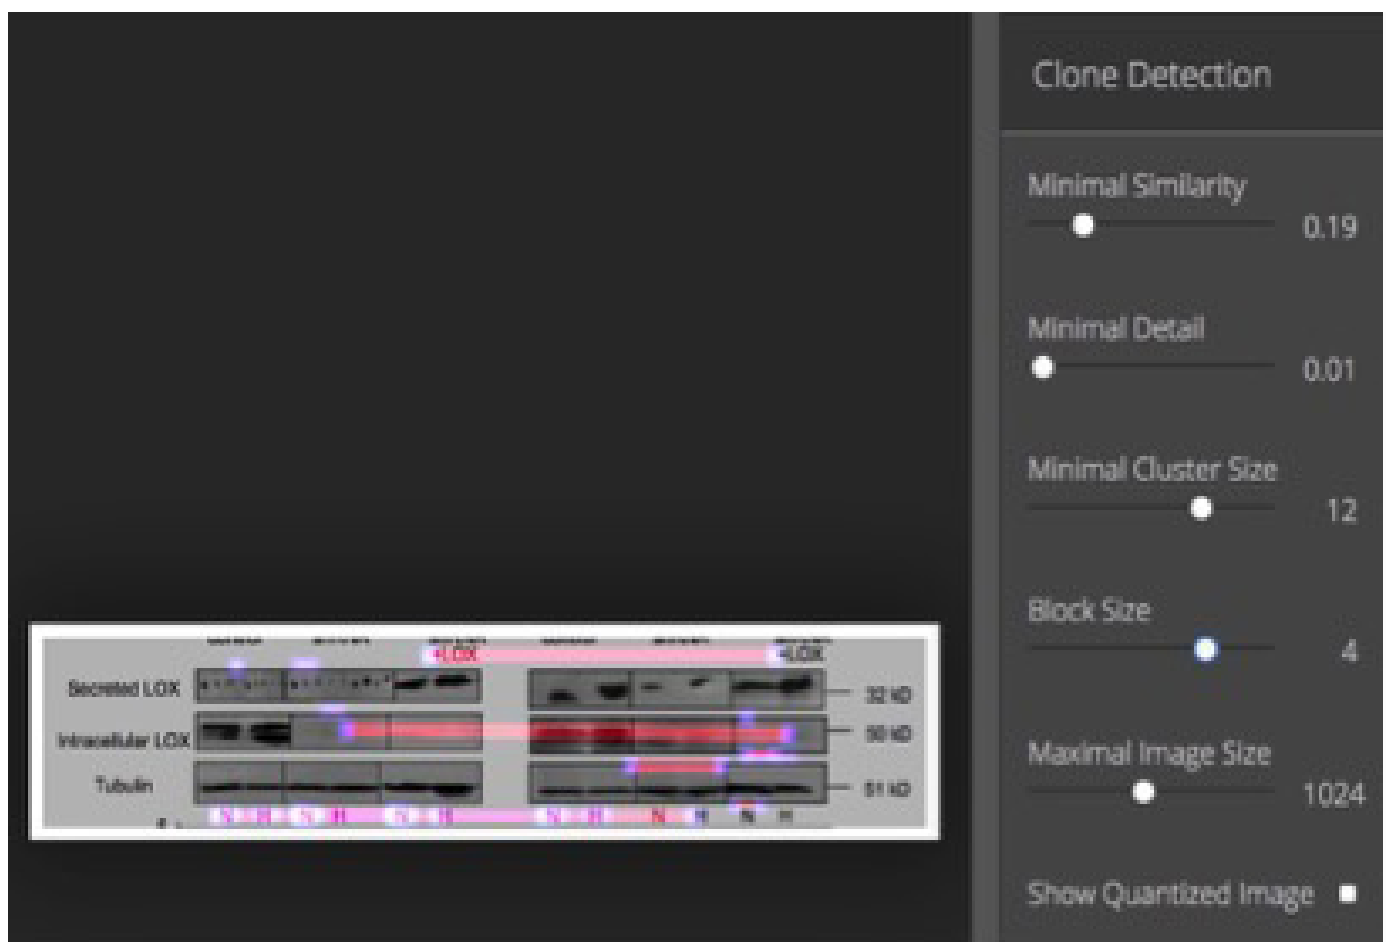 Clone Detection
Minimal Similarity
0.19
Minimal Detail
0.01
Minimal Cluster Size
12
Block Size
4
Maximal Image Size
1024
Show Quantized Image
+LOX +LOX
Secreted LOX 32 kD
Intracellular LOX 50 kD
Tubulin 51 kD
N H N H N H N H N H N H